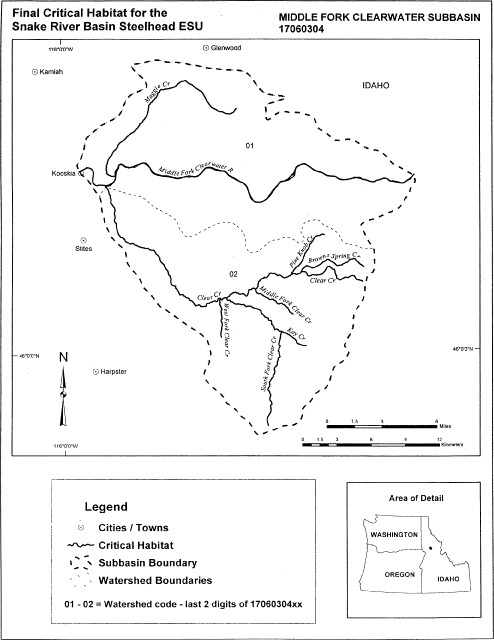 Final Critical Habitat for the
Snake River Basin Steelhead ESU
MIDDLE FORK CLEARWATER SUBBASIN
17060304
116°0'0"W
Glenwood
Kamiah
IDAHO
Maggie Cr
01
Middle Fork Clearwater R
Kooskia
Stites
Pine Knob Cr
Browns Spring C
02
Clear Cr
Clear Cr
Middle Fork Clear Cr
West Fork Clear Cr
Kay Cr
South Fork Clear Cr
46°0'0"N
46°0'0"N
N
Harpster
0 1.5 3 6
Miles
0 1.5 3 6 9 12
Kilometers
116°0'0"W
Legend
Cities / Towns
Critical Habitat
Subbasin Boundary
Watershed Boundaries
01 - 02 = Watershed code - last 2 digits of 17060304xx
Area of Detail
WASHINGTON
OREGON
IDAHO